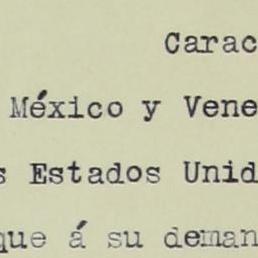 Carac
México y Vene
s Estados Unid
que á su deman